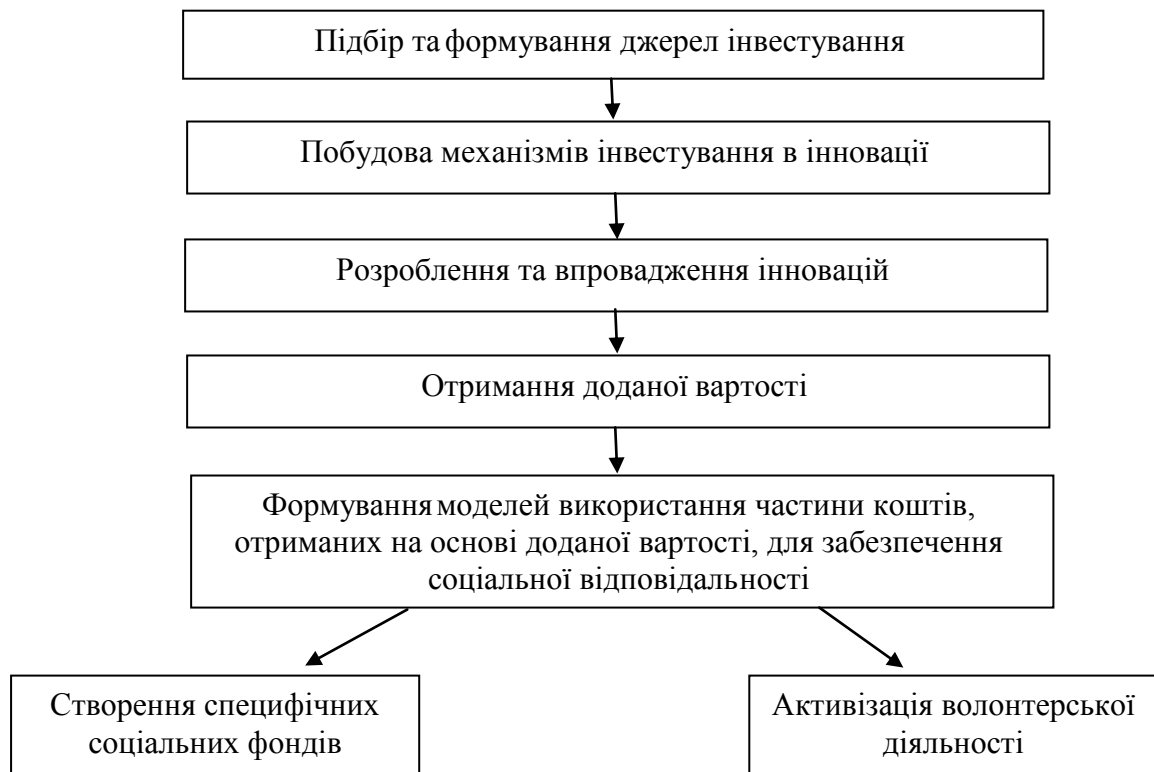 Підбір та формування джерел інвестування
Побудова механізмів інвестування в інновації
Розроблення та впровадження інновацій
Отримання доданої вартості
Формування моделей використання частини коштів,
отриманих на основі доданої вартості, для забезпечення
соціальної відповідальності
Створення специфічних
соціальних фондів
Активізація волонтерської
діяльності